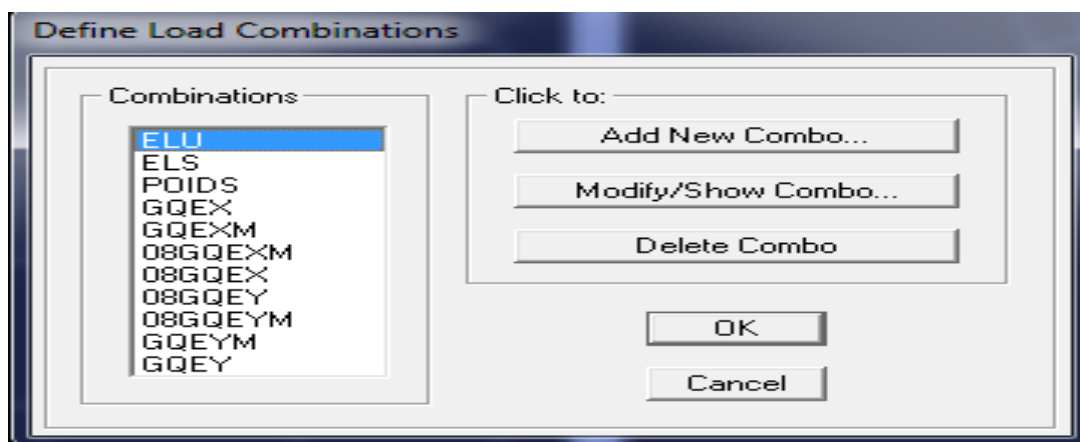 Define Load Combinations
Combinations
ELU
ELS
POIDS
GQEX
GQEXM
08GQEXM
08GQEX
08GQEY
08GQEYM
GQEYM
GQEY
Click to:
Add New Combo...
Modify/Show Combo...
Delete Combo
OK
Cancel